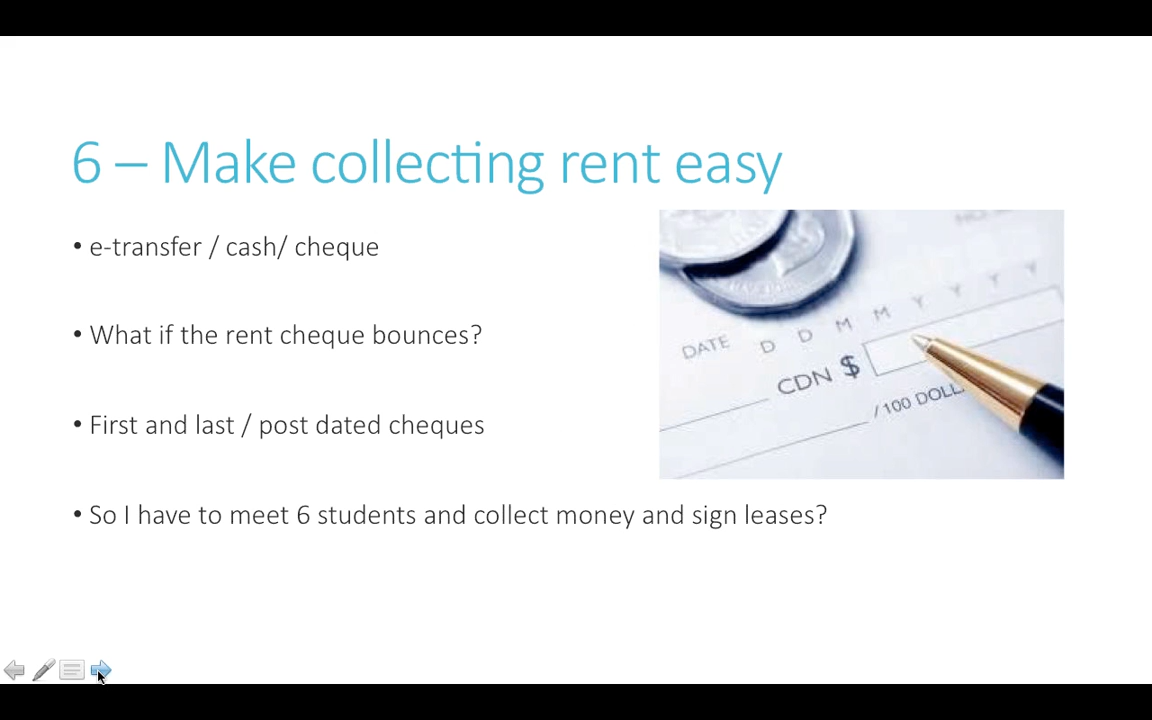 6 – Make collecting rent easy
• e-transfer / cash/ cheque
• What if the rent cheque bounces?
• First and last / post dated cheques
• So I have to meet 6 students and collect money and sign leases?
DATE D D M M Y Y Y Y
CDN $
/100 DOLL